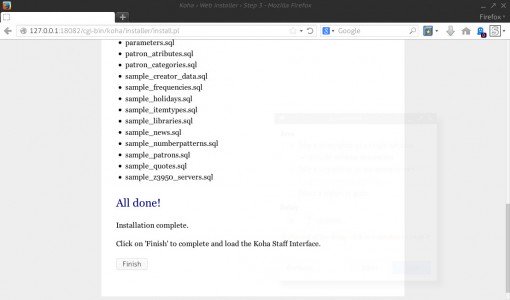 Koha › Web Installer › Step 3 - Mozilla Firefox
Firefox
127.0.0.1:18082/cgi-bin/koha/installer/install.pl
Google
parameters.sql
patron_atributes.sql
patron_categories.sql
sample_creator_data.sql
sample_frequencies.sql
sample_holidays.sql
sample_itemtypes.sql
sample_libraries.sql
sample_news.sql
sample_numberpatterns.sql
sample_patrons.sql
sample_quotes.sql
sample_z3950_servers.sql
All done!
Installation complete.
Click on 'Finish' to complete and load the Koha Staff Interface.
Finish